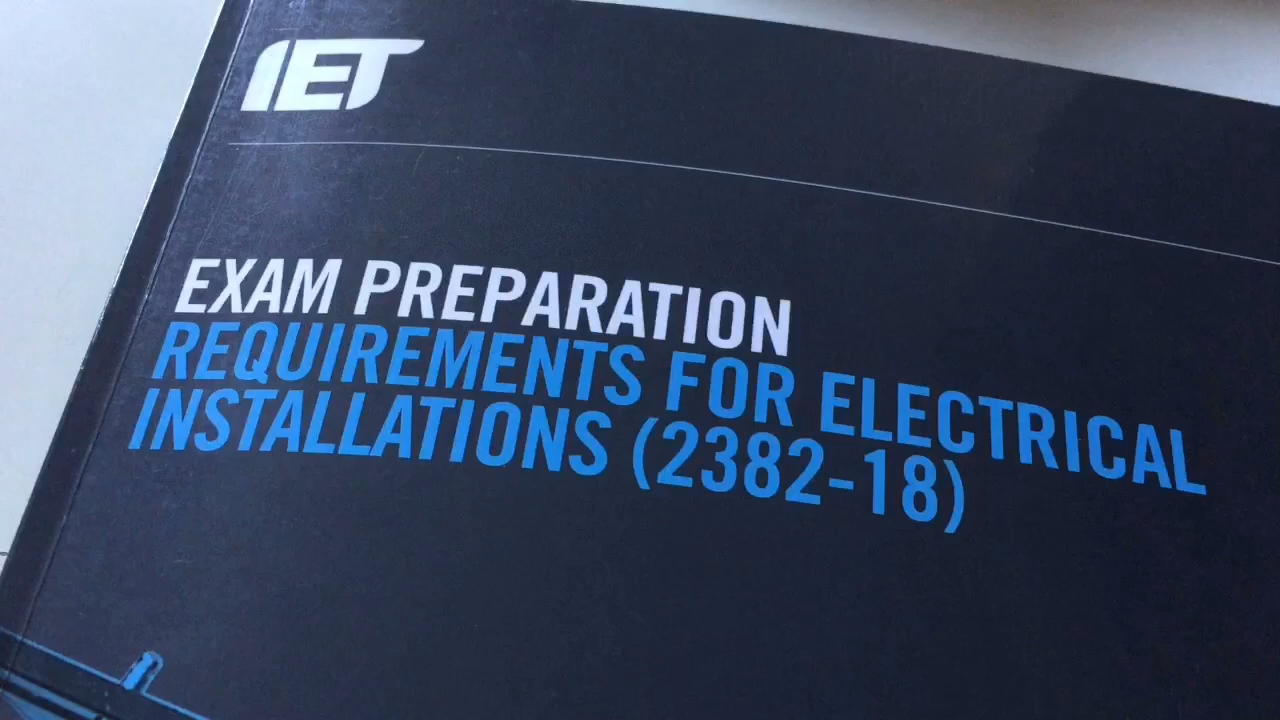 IET
EXAM PREPARATION
REQUIREMENTS FOR ELECTRICAL
INSTALLATIONS (2382-18)